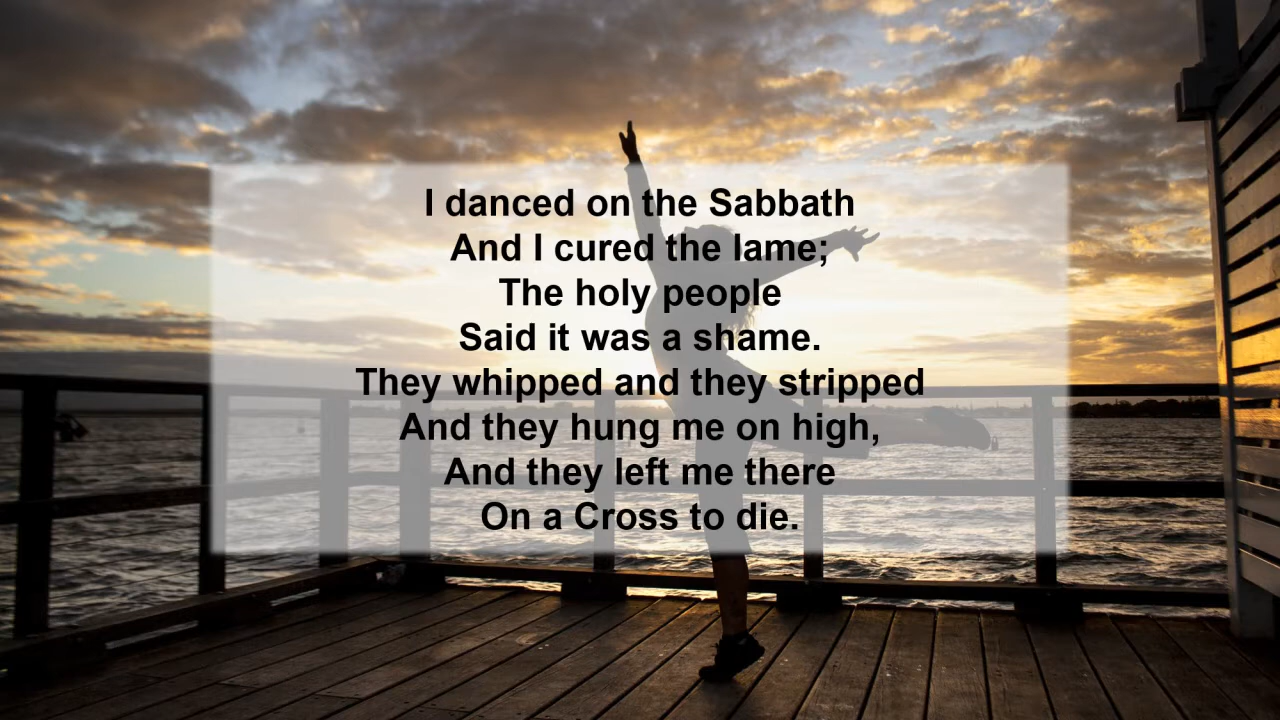 I danced on the Sabbath
And I cured the lame;
The holy people
Said it was a shame.
They whipped and they stripped
And they hung me on high,
And they left me there
On a Cross to die.